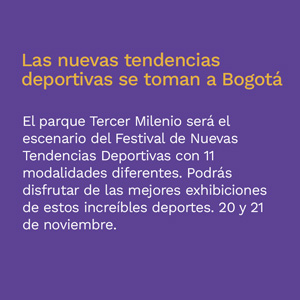 Las nuevas tendencias
deportivas se toman a Bogotá
El parque Tercer Milenio será el
escenario del Festival de Nuevas
Tendencias Deportivas con 11
modalidades diferentes. Podrás
disfrutar de las mejores exhibiciones
de estos increíbles deportes. 20 y 21
de noviembre.